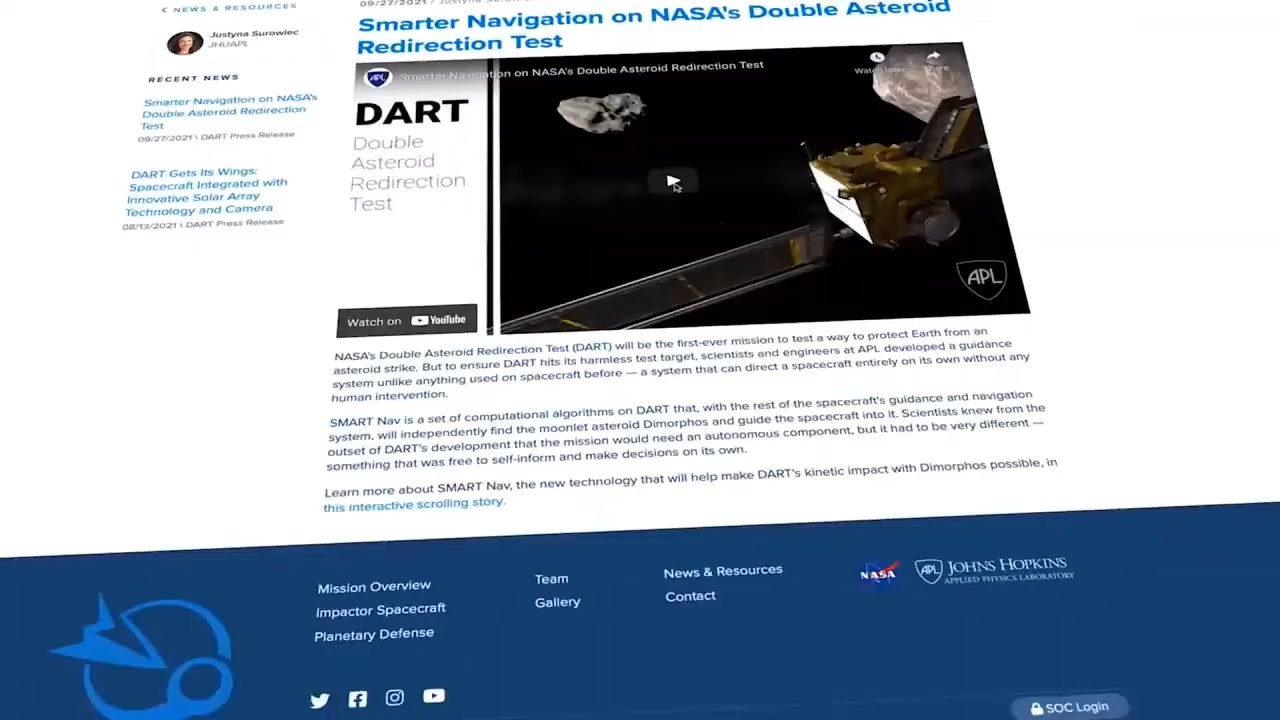 < NEWS & RESOURCES
Justyna Surowiec
JHUAPL
RECENT NEWS
Smarter Navigation on NASA's
Double Asteroid Redirection
Test
09/27/2021 \ DART Press Release
DART Gets Its Wings:
Spacecraft Integrated with
Innovative Solar Array
Technology and Camera
08/13/2021 \ DART Press Release
09/27/2021 / Justyna Surowiec
Smarter Navigation on NASA's Double Asteroid
Redirection Test
APL
Smarter Navigation on NASA's Double Asteroid Redirection Test
Watch later
Share
DART
Double
Asteroid
Redirection
Test
APL
Watch on YouTube
NASA's Double Asteroid Redirection Test (DART) will be the first-ever mission to test a way to protect Earth from an
asteroid strike. But to ensure DART hits its harmless test target, scientists and engineers at APL developed a guidance
system unlike anything used on spacecraft before — a system that can direct a spacecraft entirely on its own without any
human intervention.
SMART Nav is a set of computational algorithms on DART that, with the rest of the spacecraft's guidance and navigation
system, will independently find the moonlet asteroid Dimorphos and guide the spacecraft into it. Scientists knew from the
outset of DART's development that the mission would need an autonomous component, but it had to be very different —
something that was free to self-inform and make decisions on its own.
Learn more about SMART Nav, the new technology that will help make DART's kinetic impact with Dimorphos possible, in
this interactive scrolling story.
Mission Overview
Impactor Spacecraft
Planetary Defense
Team
Gallery
News & Resources
Contact
NASA
APL
JOHNS HOPKINS
APPLIED PHYSICS LABORATORY
SOC Login